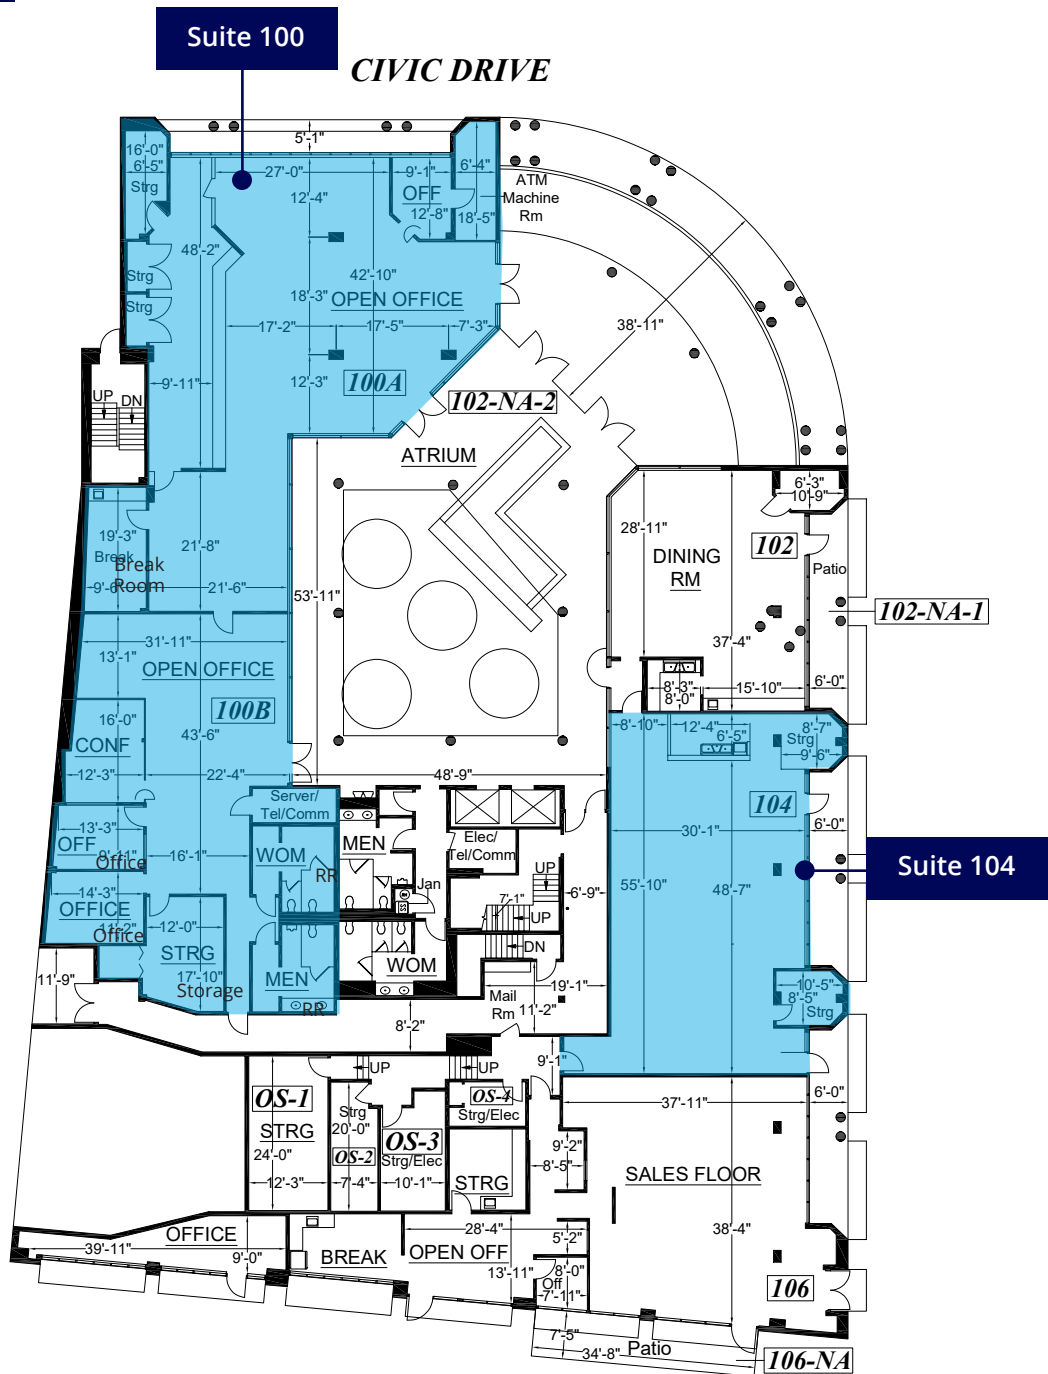 Suite 100
CIVIC DRIVE
5'-1"
16'-0"
6'-5"
Strg
27'-0"
9'-1"
6'-4"
OFF
12'-4"
12'-8"
18'-5"
ATM
Machine
Rm
48'-2"
Strg
42'-10"
Strg
18'-3"
OPEN OFFICE
17'-2"
17'-5"
7'-3"
38'-11"
12'-3"
9'-11"
100A
102-NA-2
UP
DN
ATRIUM
6'-3"
10'-9"
28'-11"
19'-3"
Break
Break
Room
9'-6"
21'-8"
21'-6"
53'-11"
DINING
RM
102
Patio
102-NA-1
31'-11"
13'-1"
OPEN OFFICE
37'-4"
8'-3"
8'-0"
15'-10"
6'-0"
16'-0"
100B
43'-6"
CONF
12'-3"
22'-4"
48'-9"
8'-10"
12'-4"
6'-5"
8'-7"
Strg
9'-6"
Server/
Tel/Comm
104
13'-3"
OFF
9'-11"
Office
16'-1"
WOM
RR
MEN
Elec/
Tel/Comm
30'-1"
6'-0"
Suite 104
14'-3"
OFFICE
11'-2"
Office
Jan
UP
7'-1"
UP
6'-9"
55'-10"
48'-7"
12'-0"
STRG
17'-10"
Storage
MEN
RR
WOM
DN
11'-9"
19'-1"
Mail
Rm
11'-2"
10'-5"
8'-5"
Strg
8'-2"
9'-1"
UP
UP
OS-1
STRG
24'-0"
12'-3"
Strg
20'-0"
OS-2
7'-4"
OS-3
Strg/Elec
10'-1"
OS-4
Strg/Elec
STRG
37'-11"
6'-0"
9'-2"
8'-5"
SALES FLOOR
OFFICE
39'-11"
9'-0"
BREAK
28'-4"
OPEN OFF
5'-2"
38'-4"
13'-11"
8'-0"
Off
7'-11"
106
7'-5"
34'-8"
Patio
106-NA